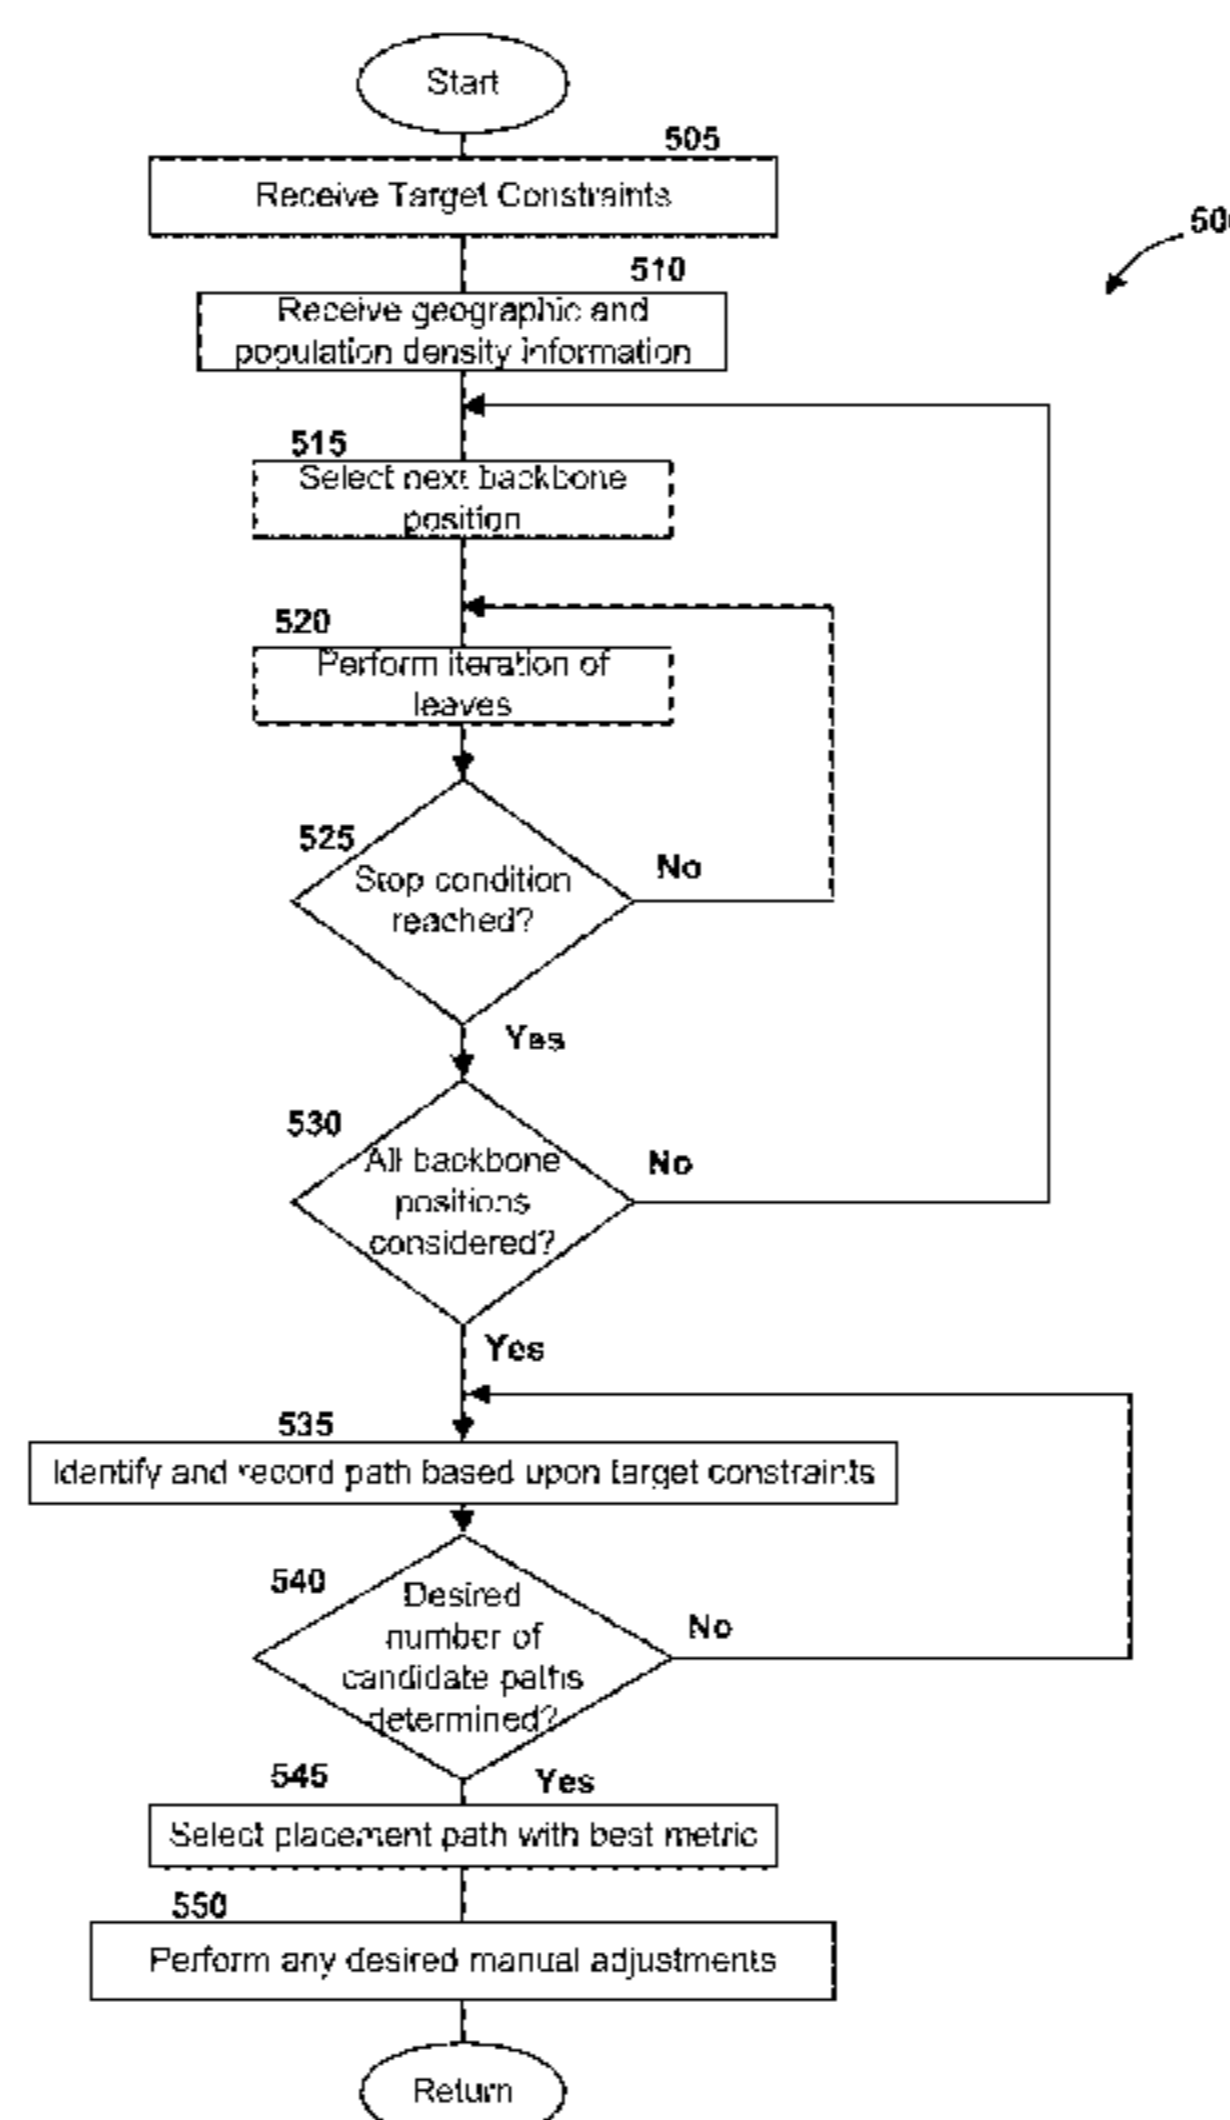 Start
505
Receive Target Constraints
510
Receive geographic and
population density information
515
Select next backbone
position
520
Perform iteration of
leaves
525
Stop condition
reached?
No
Yes
530
All backbone
positions
considered?
No
Yes
535
Identify and record path based upon target constraints
540
Desired
number of
candidate paths
determined?
No
545
Yes
Select placement path with best metric
550
Perform any desired manual adjustments
Return